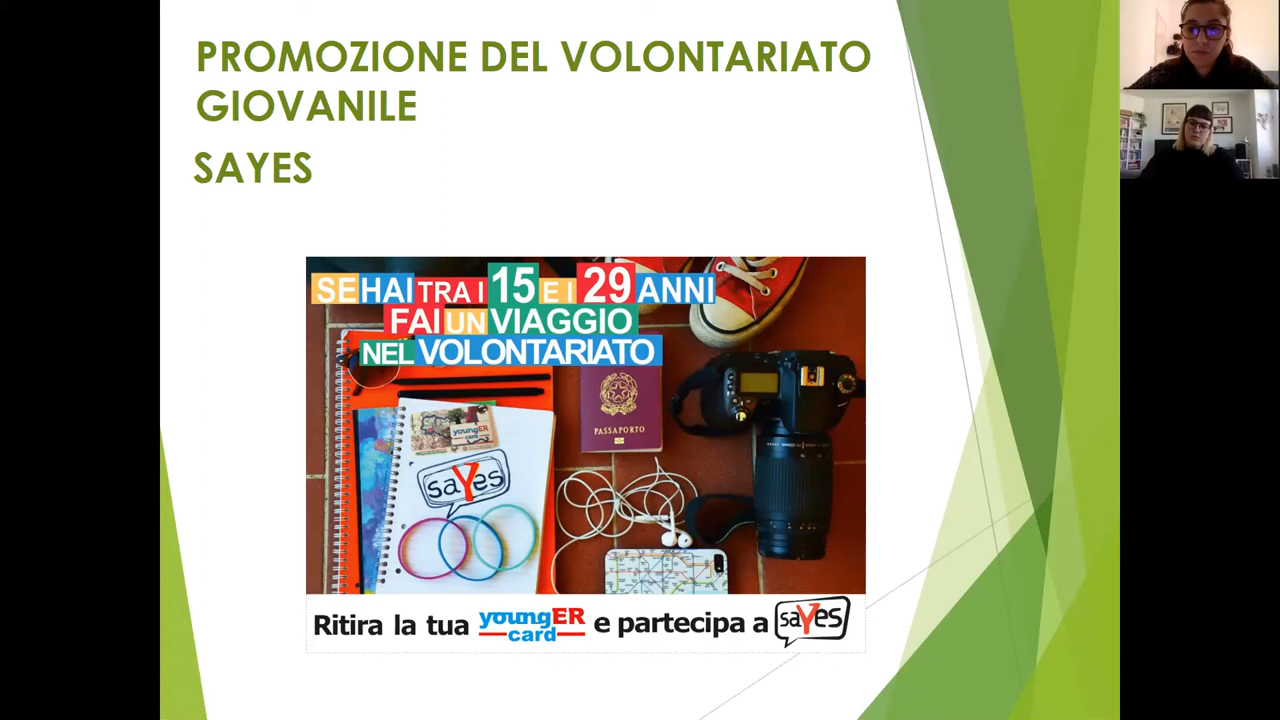 PROMOZIONE DEL VOLONTARIATO
GIOVANILE
SAYES
SE HAI TRA I 15 E I 29 ANNI
FAI UN VIAGGIO
NEL VOLONTARIATO
PASSAPORTO
youngER
card
saYes
Ritira la tua youngER card e partecipa a saYes